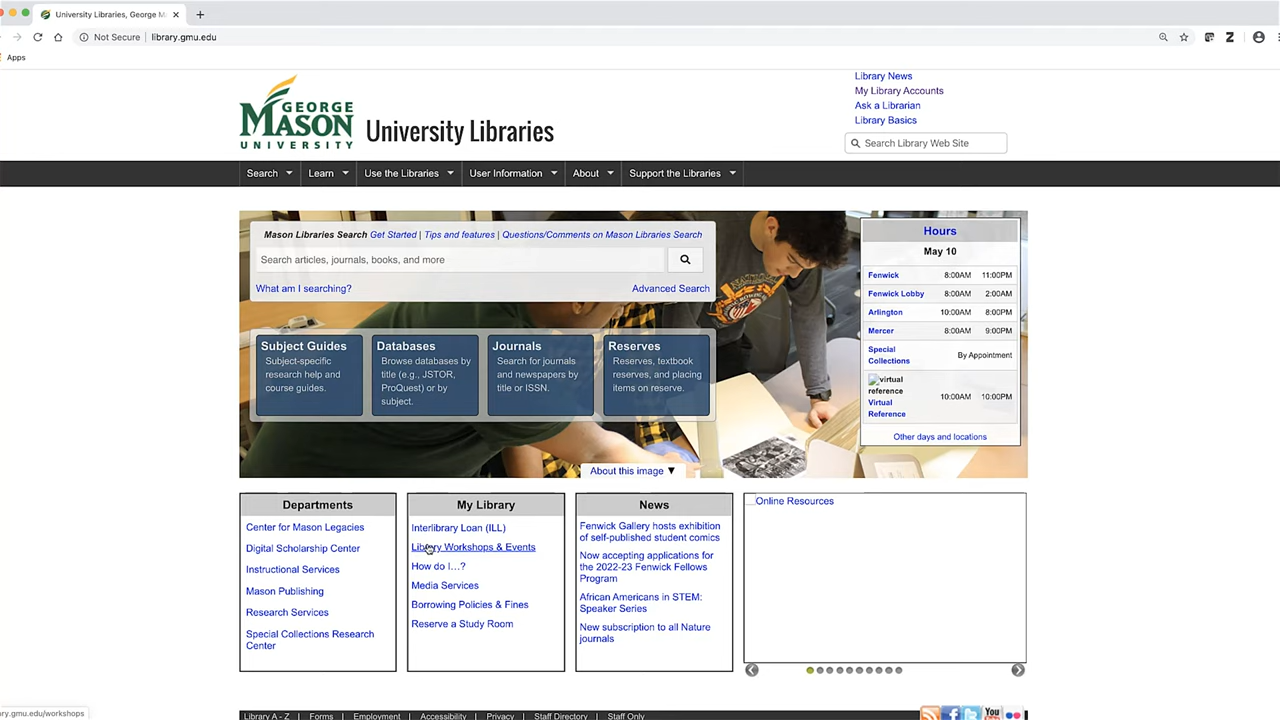 University Libraries, George M
Not Secure | library.gmu.edu
Apps
GEORGE
MASON
UNIVERSITY
University Libraries
Library News
My Library Accounts
Ask a Librarian
Library Basics
Search Library Web Site
Search
Learn
Use the Libraries
User Information
About
Support the Libraries
Mason Libraries Search Get Started | Tips and features | Questions/Comments on Mason Libraries Search
Search articles, journals, books, and more
What am I searching?
Advanced Search
Subject Guides
Subject-specific
research help and
course guides.
Databases
Browse databases by
title (e.g., JSTOR,
ProQuest) or by
subject.
Journals
Search for journals
and newspapers by
title or ISSN.
Reserves
Reserves, textbook
reserves, and placing
items on reserve.
About this image ▼
Hours
May 10
Fenwick 8:00AM 11:00PM
Fenwick Lobby 8:00AM 2:00AM
Arlington 10:00AM 8:00PM
Mercer 8:00AM 9:00PM
Special
Collections
By Appointment
virtual
reference
Virtual
Reference
10:00AM 10:00PM
Other days and locations
Departments
Center for Mason Legacies
Digital Scholarship Center
Instructional Services
Mason Publishing
Research Services
Special Collections Research
Center
My Library
Interlibrary Loan (ILL)
Library Workshops & Events
How do I...?
Media Services
Borrowing Policies & Fines
Reserve a Study Room
News
Fenwick Gallery hosts exhibition
of self-published student comics
Now accepting applications for
the 2022-23 Fenwick Fellows
Program
African Americans in STEM:
Speaker Series
New subscription to all Nature
journals
Online Resources
Library A - Z | Forms | Employment | Accessibility | Privacy | Staff Directory | Staff Only
You
ary.gmu.edu/workshops